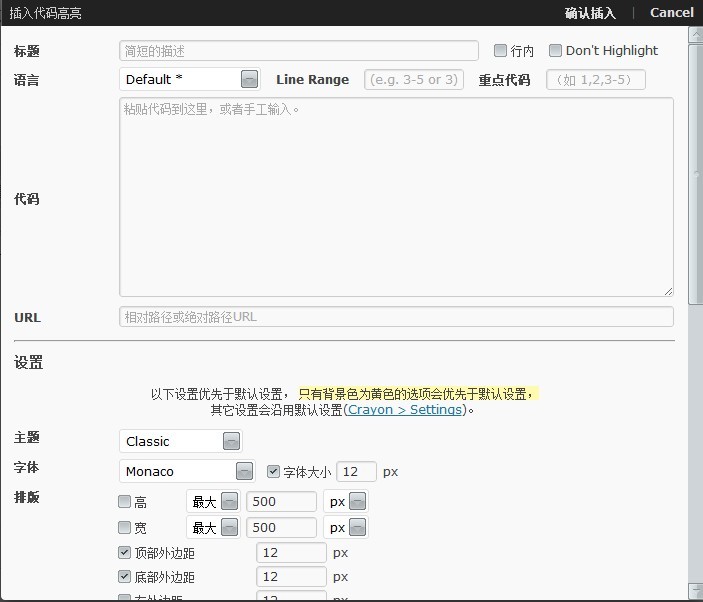 插入代码高亮 确认插入 | Cancel
标题 简短的描述 行内 Don't Highlight
语言 Default * Line Range (e.g. 3-5 or 3) 重点代码 （如 1,2,3-5）
粘贴代码到这里，或者手工输入。
代码
URL 相对路径或绝对路径URL
设置
以下设置优先于默认设置， 只有背景色为黄色的选项会优先于默认设置，
其它设置会沿用默认设置(Crayon > Settings)。
主题 Classic
字体 Monaco 字体大小 12 px
排版 高 最大 500 px
宽 最大 500 px
顶部外边距 12 px
底部外边距 12 px
左外边距 12 px